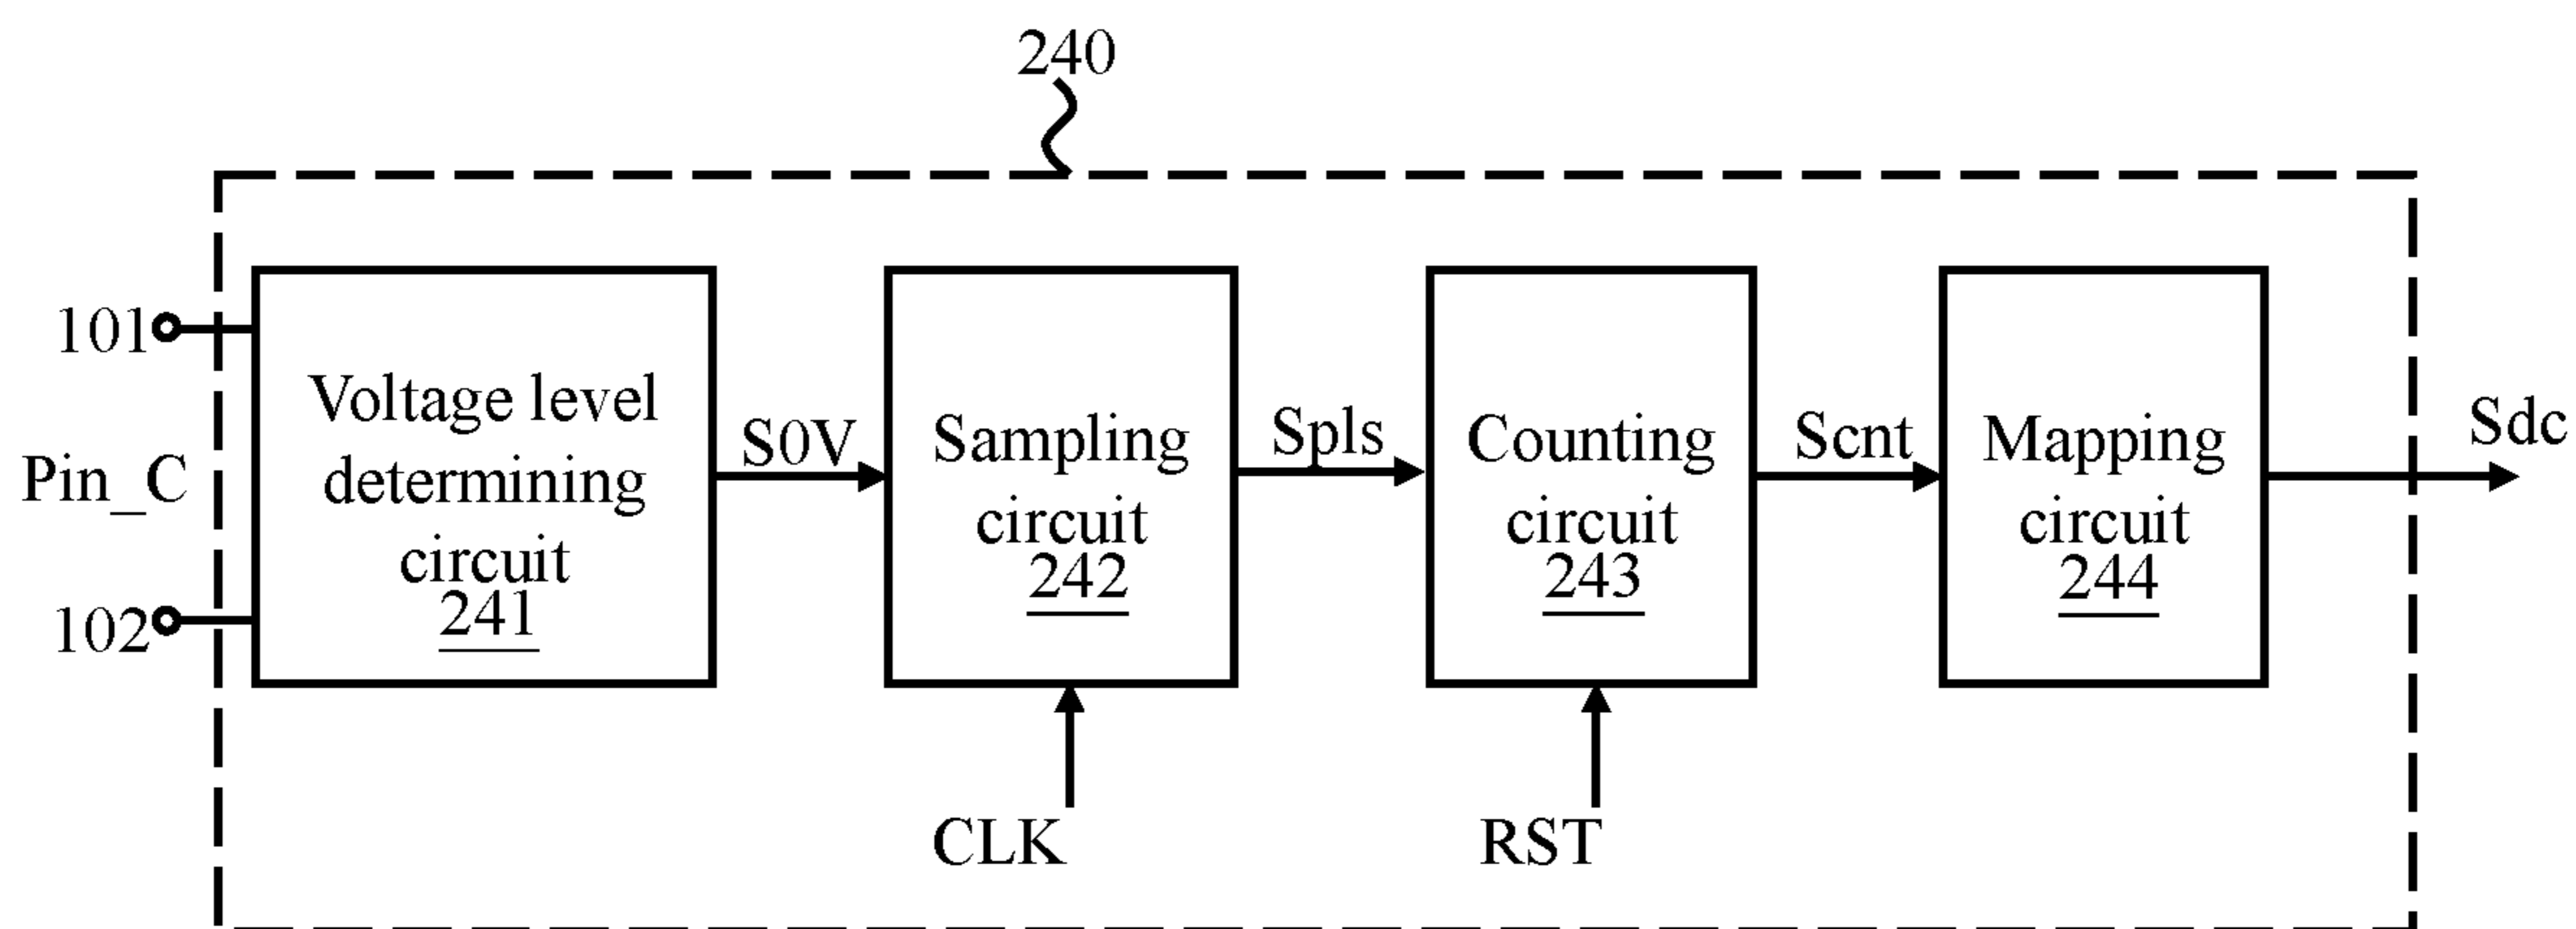 240
101
Pin_C
102
Voltage level
determining
circuit
241
S0V
Sampling
circuit
242
Spls
Counting
circuit
243
Scnt
Mapping
circuit
244
Sdc
CLK
RST